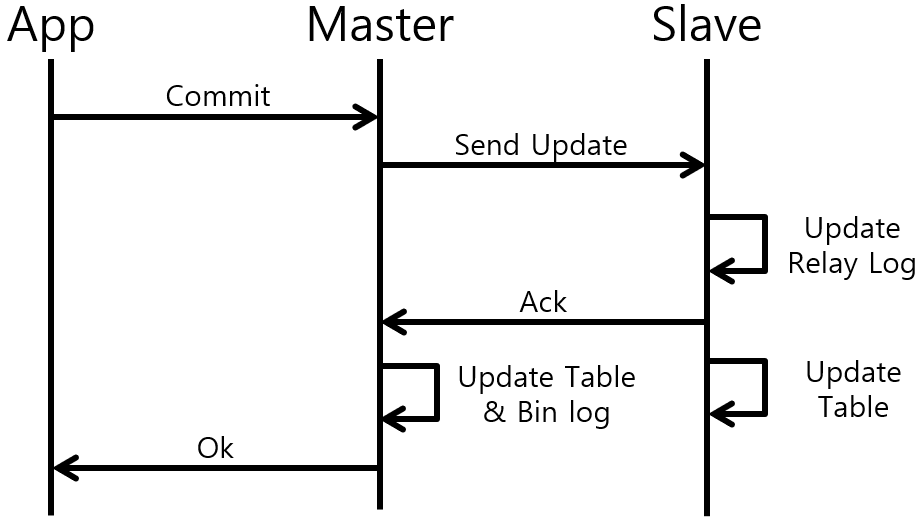 App
Master
Slave
Commit
Send Update
Update
Relay Log
Ack
Update Table
& Bin log
Update
Table
Ok